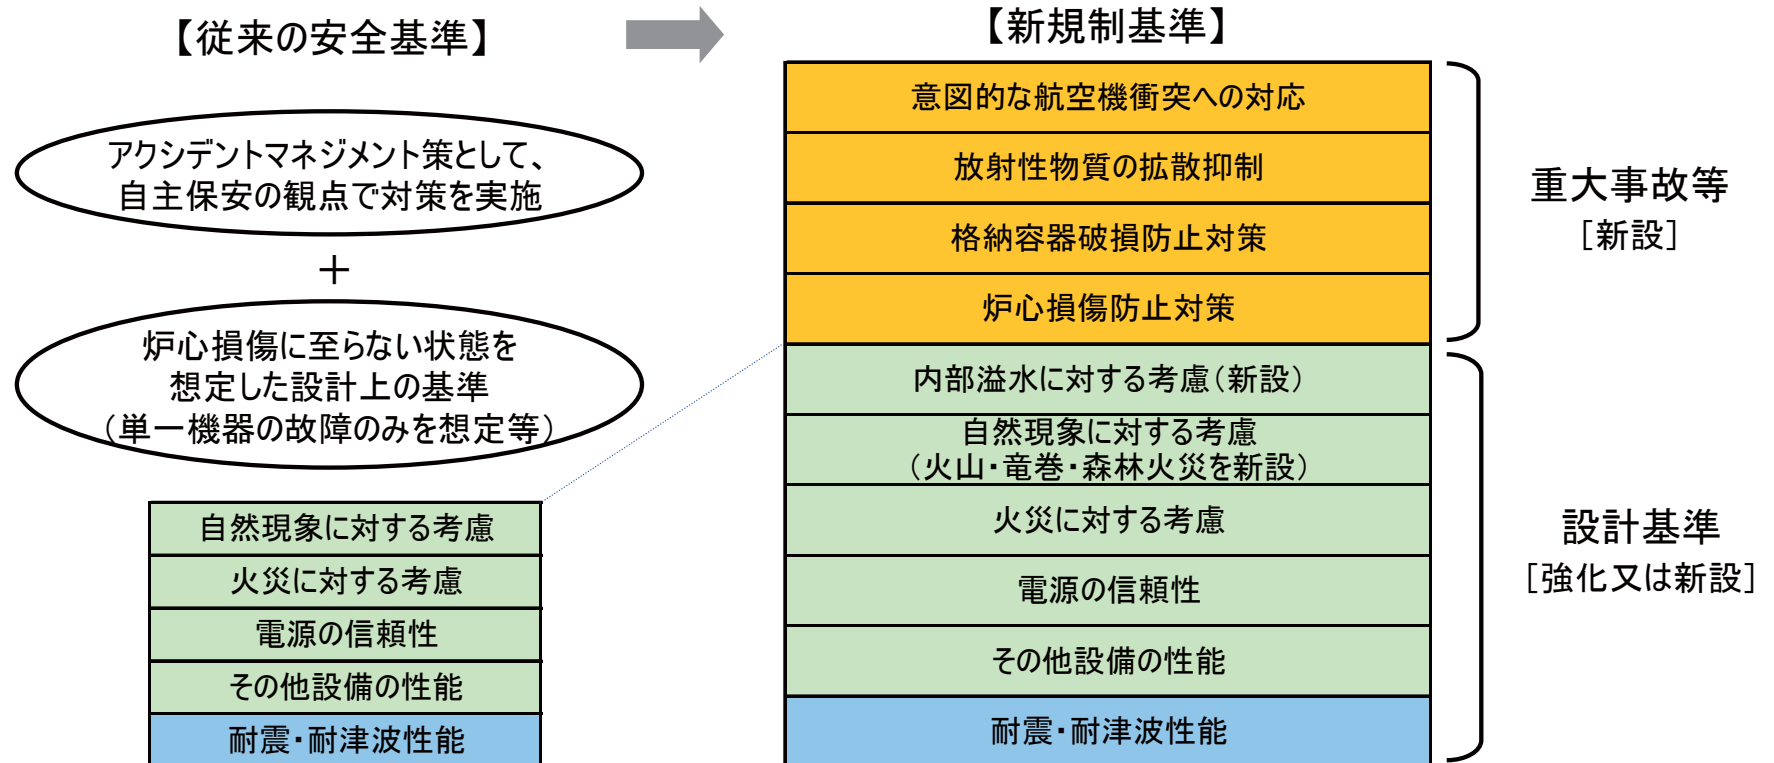 【従来の安全基準】
アクシデントマネジメント策として、
自主保安の観点で対策を実施
＋
炉心損傷に至らない状態を
想定した設計上の基準
（単一機器の故障のみを想定等）
自然現象に対する考慮
火災に対する考慮
電源の信頼性
その他設備の性能
耐震・耐津波性能
【新規制基準】
意図的な航空機衝突への対応
放射性物質の拡散抑制
格納容器破損防止対策
炉心損傷防止対策
内部溢水に対する考慮（新設）
自然現象に対する考慮
（火山・竜巻・森林火災を新設）
火災に対する考慮
電源の信頼性
その他設備の性能
耐震・耐津波性能
重大事故等
［新設］
設計基準
［強化又は新設］